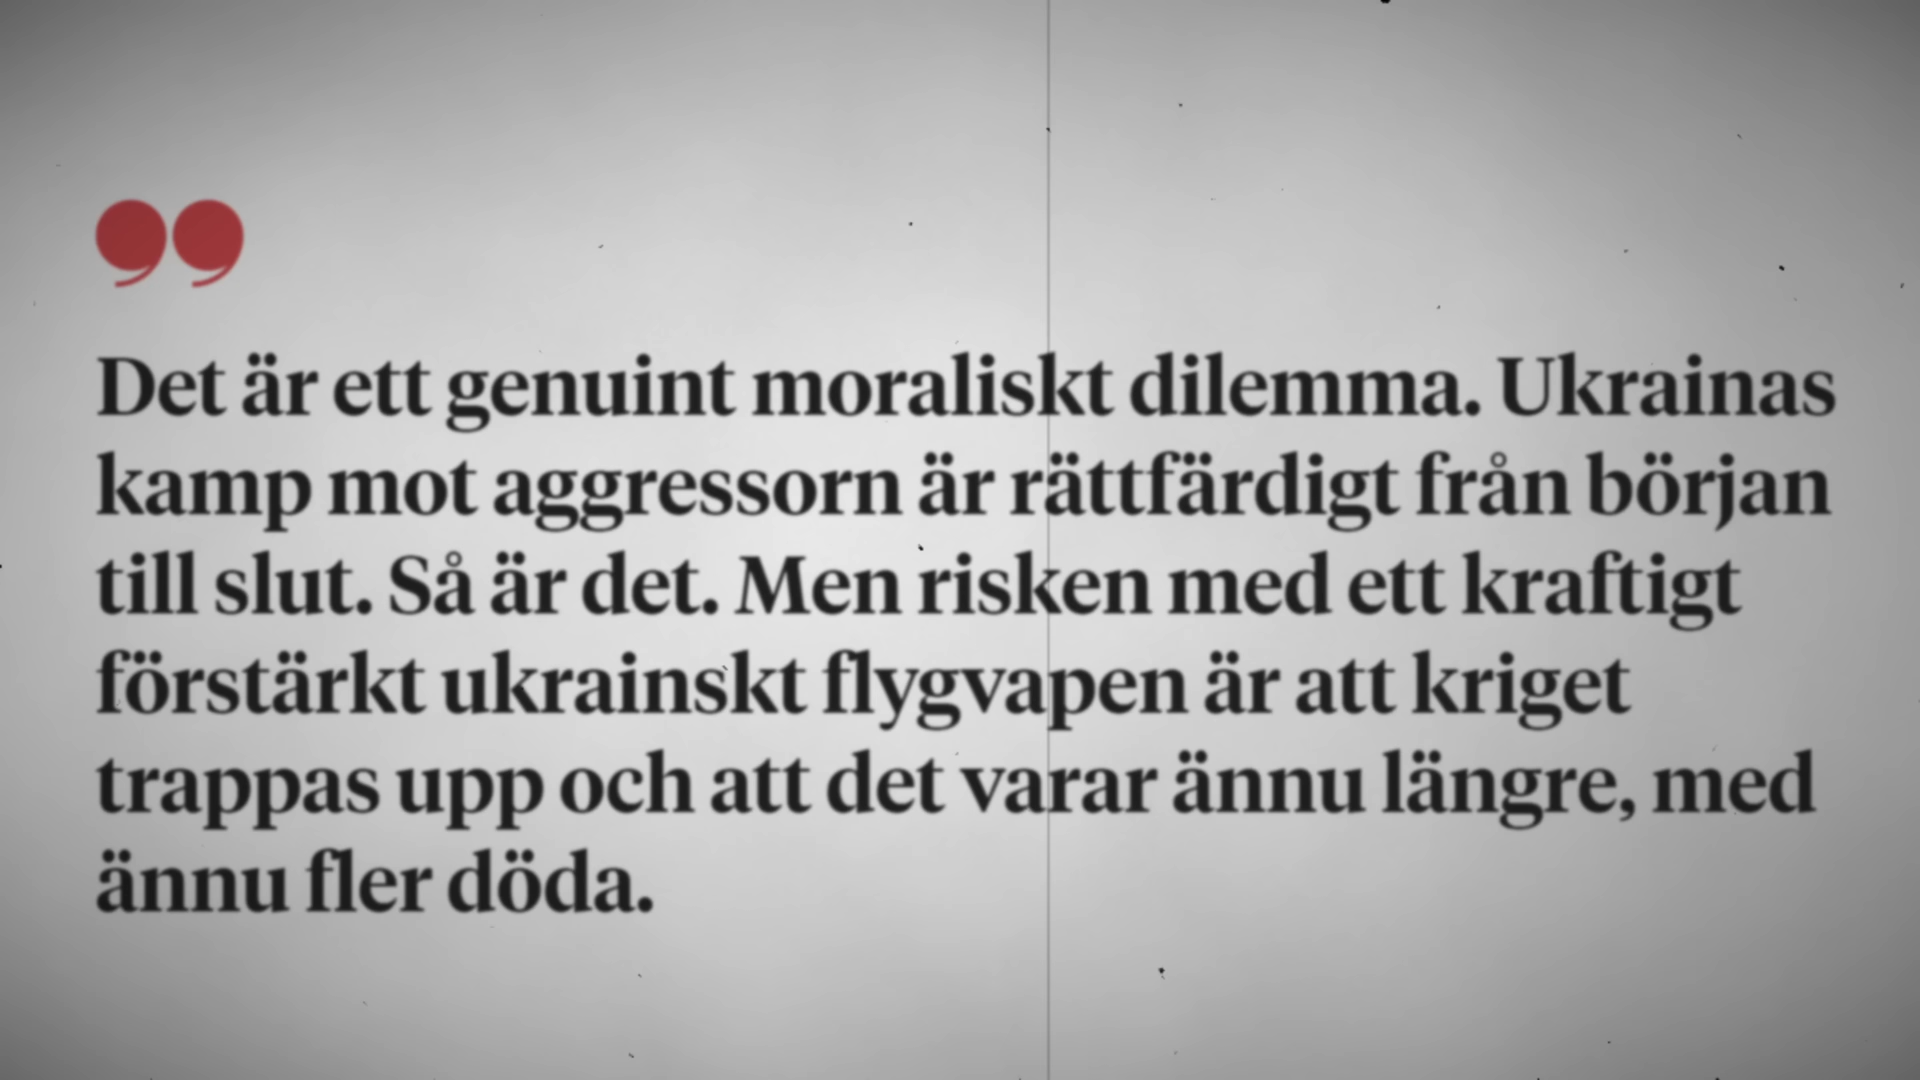 ”
Det är ett genuint moraliskt dilemma. Ukrainas
kamp mot aggressorn är rättfärdigt från början
till slut. Så är det. Men risken med ett kraftigt
förstärkt ukrainskt flygvapen är att kriget
trappas upp och att det varar ännu längre, med
ännu fler döda.